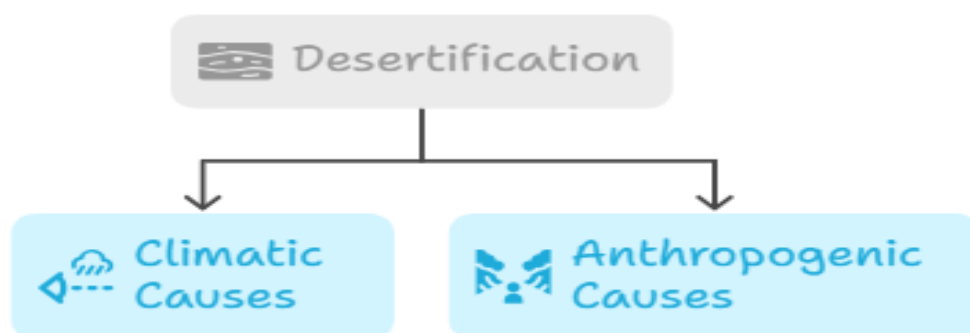 Desertification
Climatic
Causes
Anthropogenic
Causes